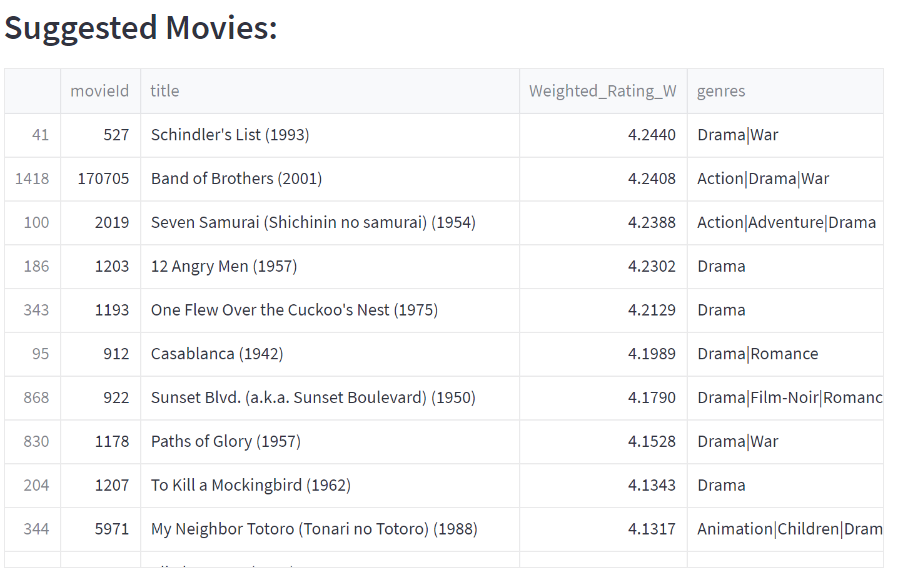 Suggested Movies:
movieId title Weighted_Rating_W genres
41 527 Schindler's List (1993) 4.2440 Drama|War
1418 170705 Band of Brothers (2001) 4.2408 Action|Drama|War
100 2019 Seven Samurai (Shichinin no samurai) (1954) 4.2388 Action|Adventure|Drama
186 1203 12 Angry Men (1957) 4.2302 Drama
343 1193 One Flew Over the Cuckoo's Nest (1975) 4.2129 Drama
95 912 Casablanca (1942) 4.1989 Drama|Romance
868 922 Sunset Blvd. (a.k.a. Sunset Boulevard) (1950) 4.1790 Drama|Film-Noir|Romanc
830 1178 Paths of Glory (1957) 4.1528 Drama|War
204 1207 To Kill a Mockingbird (1962) 4.1343 Drama
344 5971 My Neighbor Totoro (Tonari no Totoro) (1988) 4.1317 Animation|Children|Dram